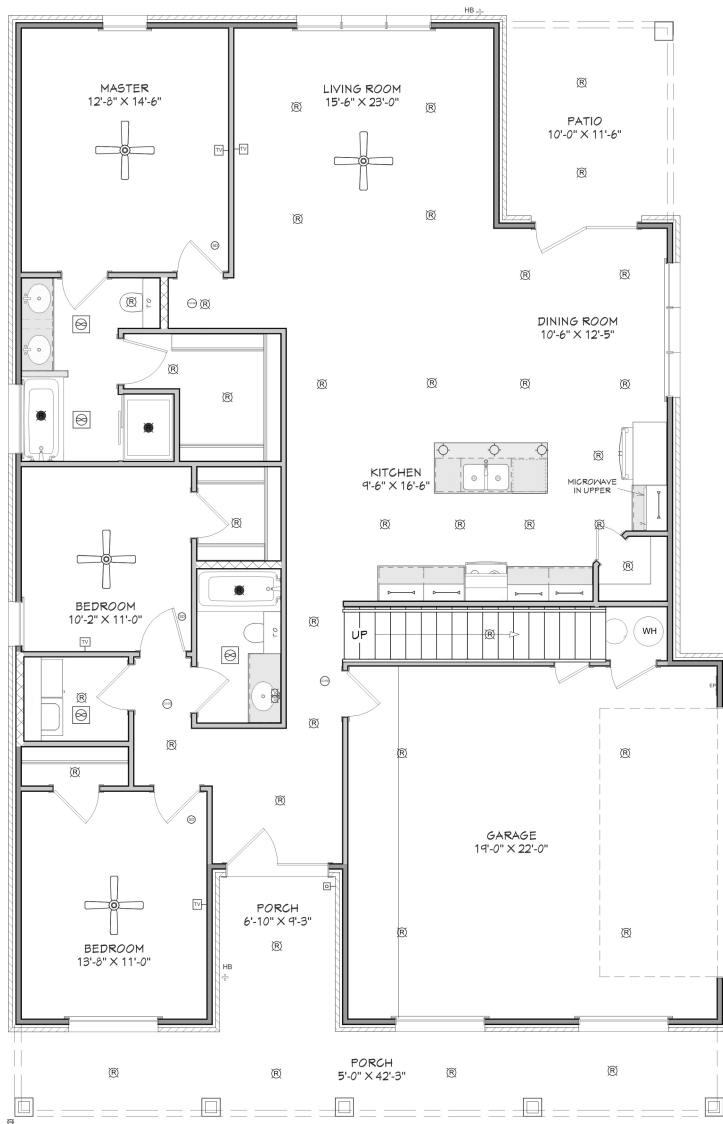 HB
MASTER
12'-8" X 14'-6"
LIVING ROOM
15'-6" X 23'-0"
R
R
R
PATIO
10'-0" X 11'-6"
TV
TV
R
R
R
SD
R
R
R
R
DINING ROOM
10'-6" X 12'-5"
R
R
R
R
R
R
R
KITCHEN
9'-6" X 16'-6"
R
MICROWAVE
IN UPPER
R
R
R
R
R
R
BEDROOM
10'-2" X 11'-0"
SD
R
UP
R
WH
TV
R
R
R
R
R
R
R
SD
GARAGE
19'-0" X 22'-0"
TV
D
PORCH
6'-10" X 9'-3"
R
R
R
BEDROOM
13'-8" X 11'-0"
HB
PORCH
5'-0" X 42'-3"
R
R
R
R